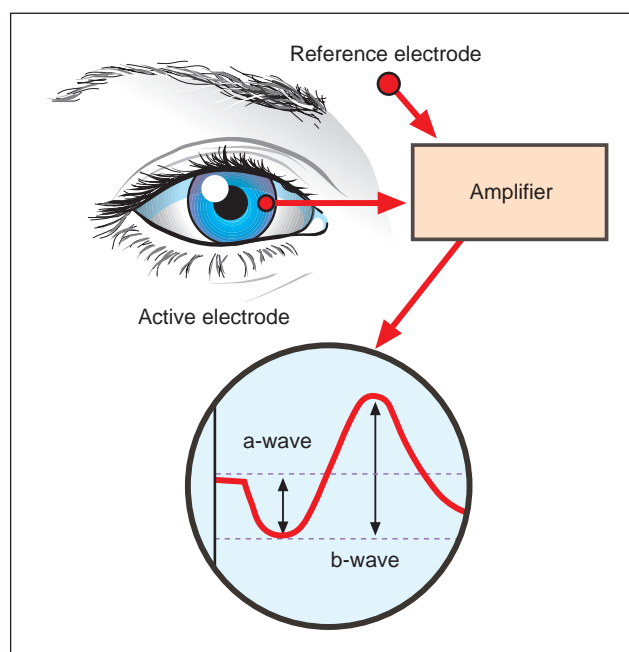 Reference electrode
Amplifier
Active electrode
a-wave
b-wave